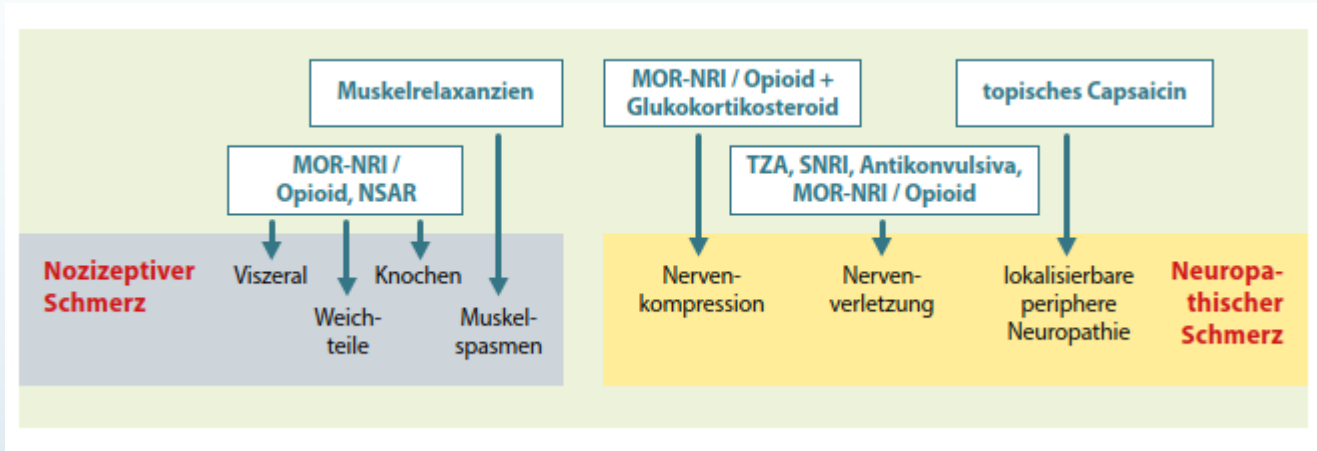 Muskelrelaxanzien
MOR-NRI / Opioid +
Glukokortikosteroid
topisches Capsaicin
MOR-NRI /
Opioid, NSAR
TZA, SNRI, Antikonvulsiva,
MOR-NRI / Opioid
Nozizeptiver
Schmerz
Viszeral
Weich-
teile
Knochen
Muskel-
spasmen
Nerven-
kompression
Nerven-
verletzung
lokalisierbare
periphere
Neuropathie
Neuropa-
thischer
Schmerz